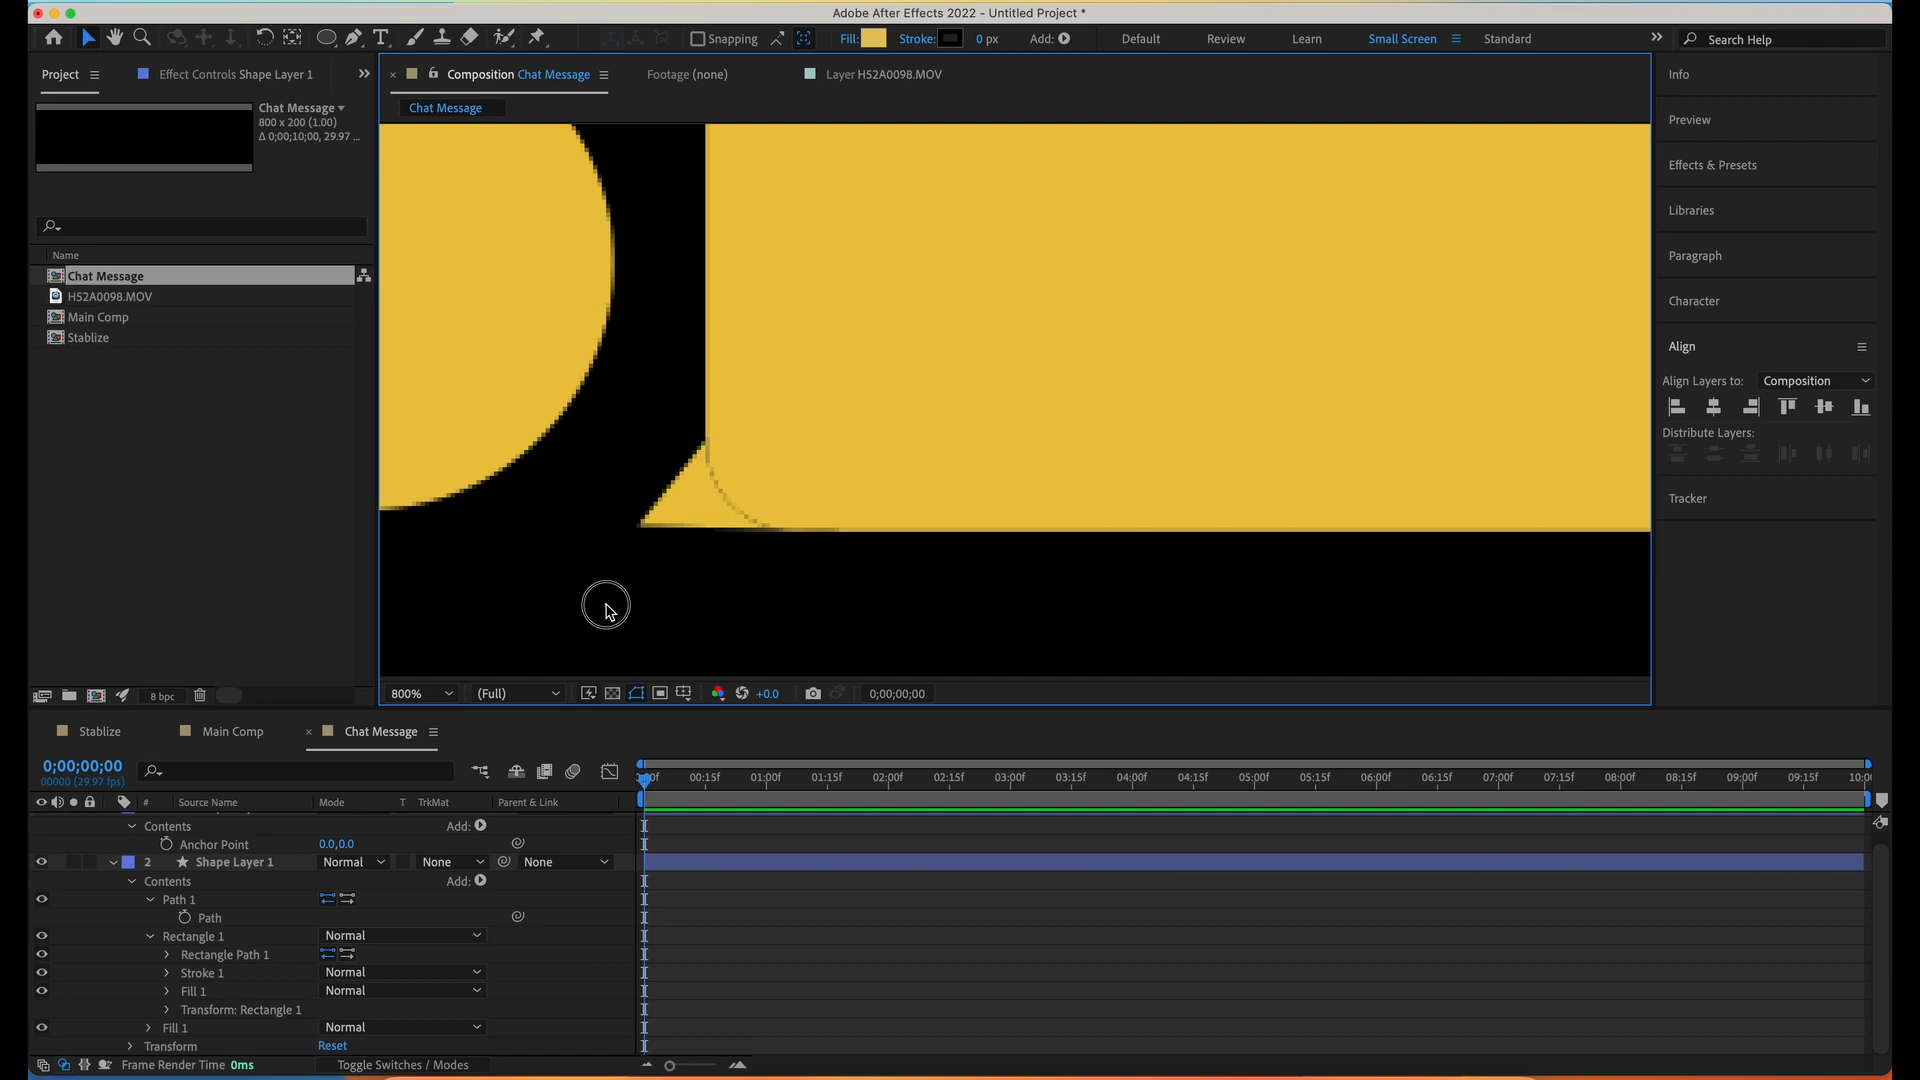 Adobe After Effects 2022 - Untitled Project *
Snapping
Fill:
Stroke:
0 px
Add:
Default
Review
Learn
Small Screen
Standard
Search Help
Project
Effect Controls Shape Layer 1
Composition Chat Message
Footage (none)
Layer H52A0098.MOV
Info
Chat Message
800 x 200 (1.00)
Δ 0;00;10;00, 29.97 ...
Chat Message
Preview
Effects & Presets
Libraries
Paragraph
Character
Align
Align Layers to:
Composition
Distribute Layers:
Tracker
Name
Chat Message
H52A0098.MOV
Main Comp
Stablize
8 bpc
800%
(Full)
+0.0
0;00;00;00
Stablize
Main Comp
Chat Message
0;00;00;00
00000 (29.97 fps)
00:15f
01:00f
01:15f
02:00f
02:15f
03:00f
03:15f
04:00f
04:15f
05:00f
05:15f
06:00f
06:15f
07:00f
07:15f
08:00f
08:15f
09:00f
09:15f
10:00
#
Source Name
Mode
T
TrkMat
Parent & Link
Contents
Add:
Anchor Point
0.0,0.0
2
Shape Layer 1
Normal
None
None
Contents
Add:
Path 1
Path
Rectangle 1
Normal
Rectangle Path 1
Stroke 1
Normal
Fill 1
Normal
Transform: Rectangle 1
Fill 1
Normal
Transform
Reset
Frame Render Time 0ms
Toggle Switches / Modes